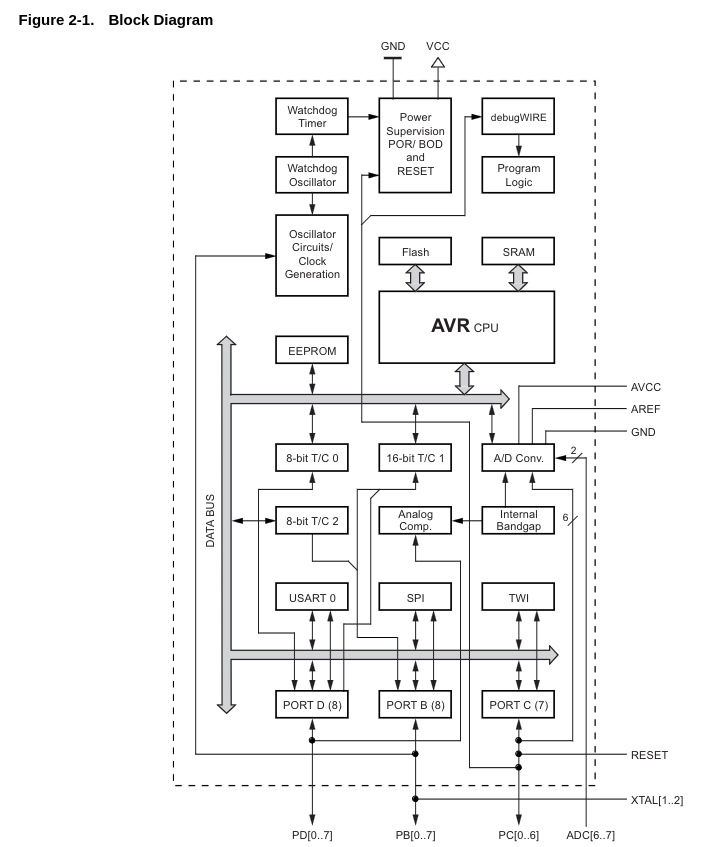 Figure 2-1. Block Diagram
GND
VCC
Watchdog
Timer
Power
Supervision
POR/ BOD
and
RESET
debugWIRE
Watchdog
Oscillator
Program
Logic
Oscillator
Circuits/
Clock
Generation
Flash
SRAM
AVR CPU
EEPROM
AVCC
AREF
GND
8-bit T/C 0
16-bit T/C 1
A/D Conv.
2
DATA BUS
8-bit T/C 2
Analog
Comp.
Internal
Bandgap
6
USART 0
SPI
TWI
PORT D (8)
PORT B (8)
PORT C (7)
RESET
XTAL[1..2]
PD[0..7]
PB[0..7]
PC[0..6]
ADC[6..7]